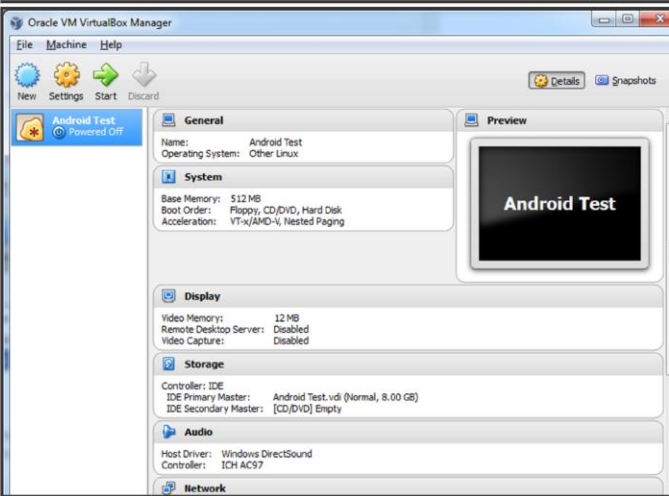 Oracle VM VirtualBox Manager
File Machine Help
New Settings Start Discard
Details Snapshots
Android Test
Powered Off
General
Name: Android Test
Operating System: Other Linux
System
Base Memory: 512 MB
Boot Order: Floppy, CD/DVD, Hard Disk
Acceleration: VT-x/AMD-V, Nested Paging
Preview
Android Test
Display
Video Memory: 12 MB
Remote Desktop Server: Disabled
Video Capture: Disabled
Storage
Controller: IDE
IDE Primary Master: Android Test.vdi (Normal, 8.00 GB)
IDE Secondary Master: [CD/DVD] Empty
Audio
Host Driver: Windows DirectSound
Controller: ICH AC97
Network